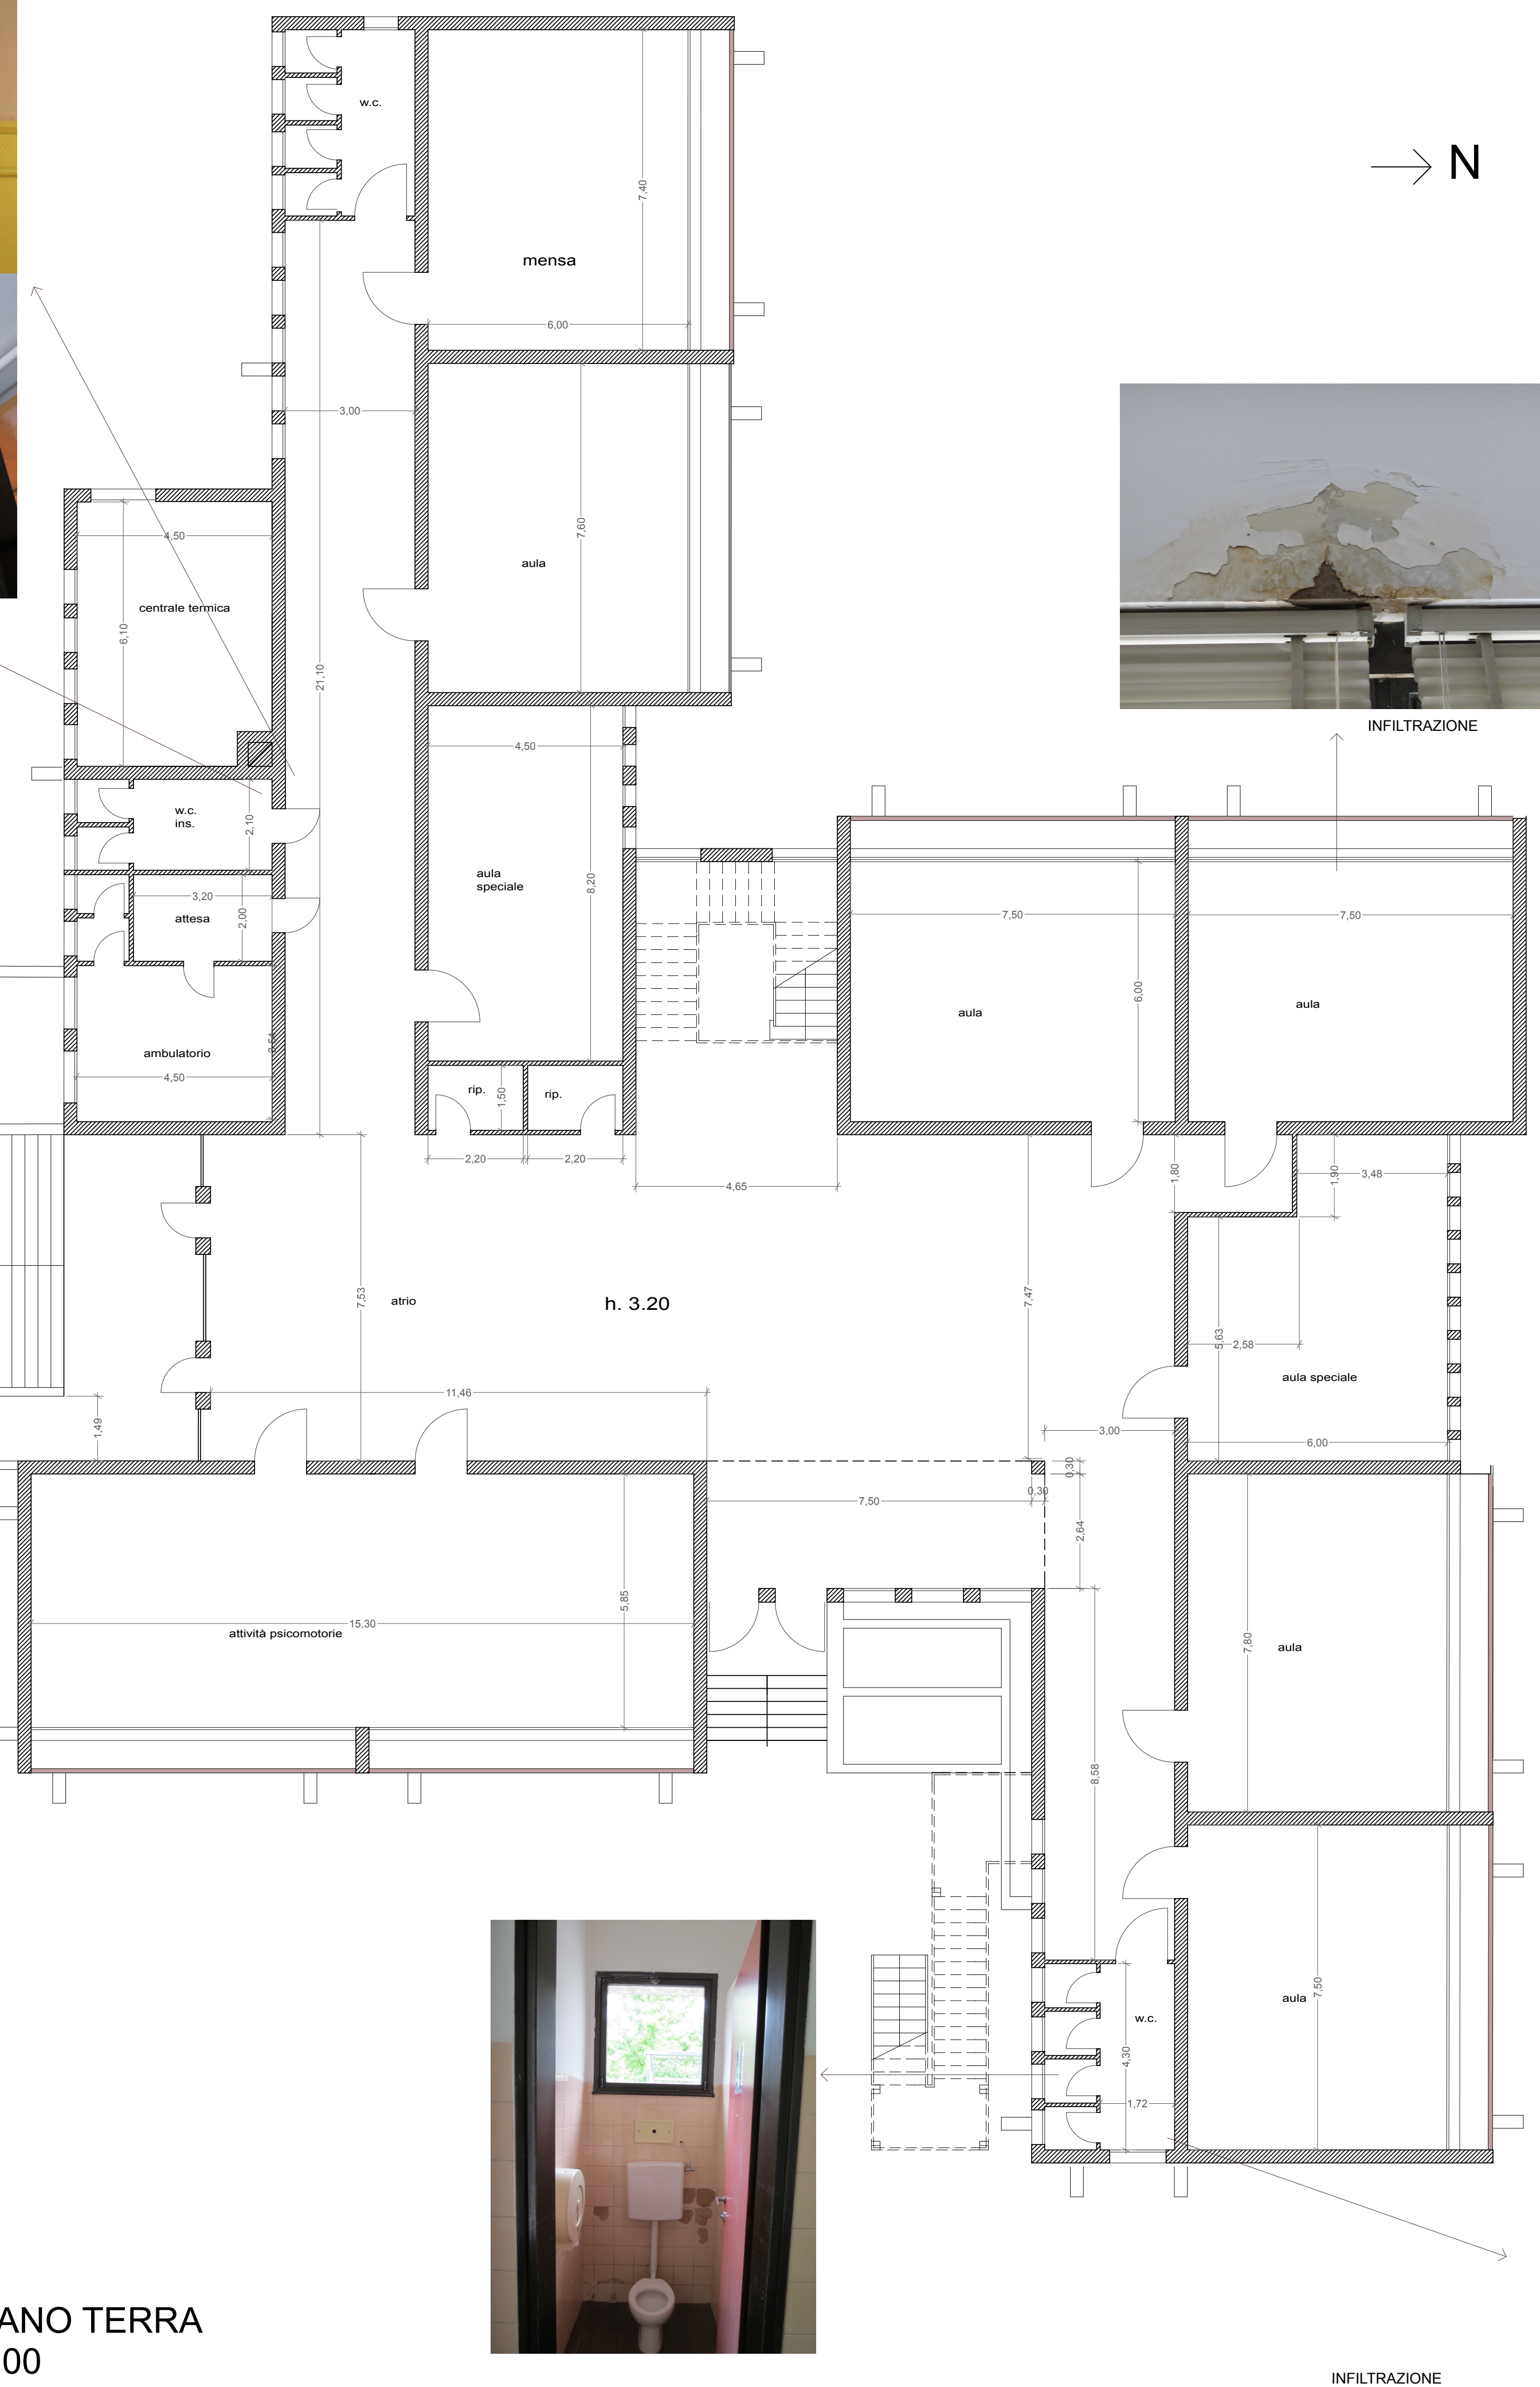 w.c.
N
7,40
mensa
6,00
3,00
4,50
7,60
aula
centrale termica
6,10
21,10
INFILTRAZIONE
4,50
w.c.
ins.
2,10
aula
speciale
8,20
3,20
attesa
2,00
7,50
7,50
6,00
aula
aula
ambulatorio
4,50
rip.
1,50
rip.
2,20
2,20
4,65
1,80
1,90
3,48
7,53
atrio
h. 3.20
7,47
5,63
2,58
aula speciale
11,46
1,49
3,00
6,00
0,30
0,30
7,50
2,64
5,85
15,30
attività psicomotorie
7,80
aula
8,58
7,50
aula
w.c.
4,30
1,72
ANO TERRA
00
INFILTRAZIONE